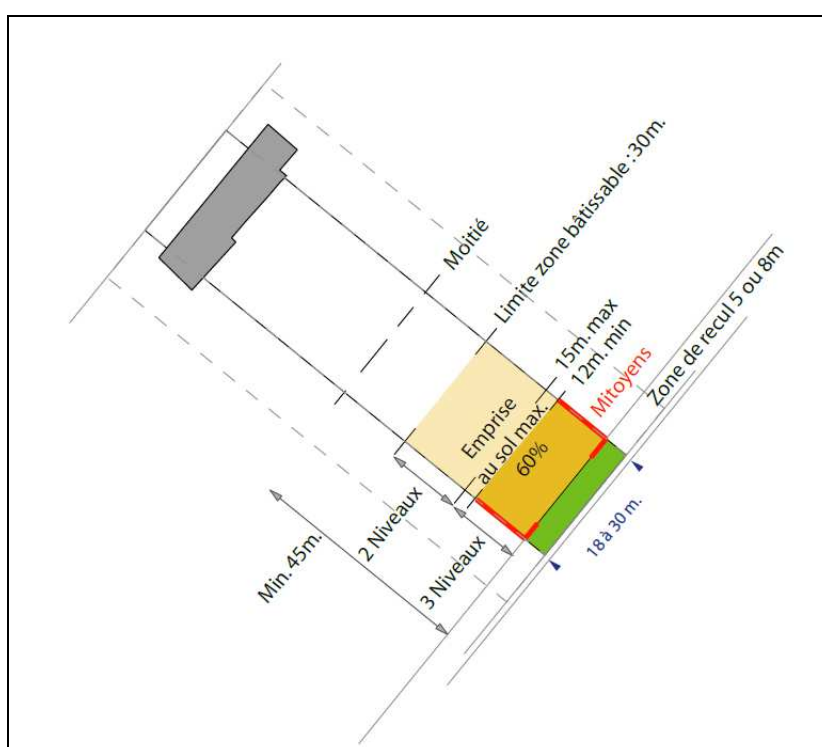 Moitié
Limite zone bâtissable :30m.
15m. max
12m. min
Mitoyens
Zone de recul 5 ou 8m
Emprise
au sol max.
60%
2 Niveaux
3 Niveaux
Min. 45m.
18 à 30 m.